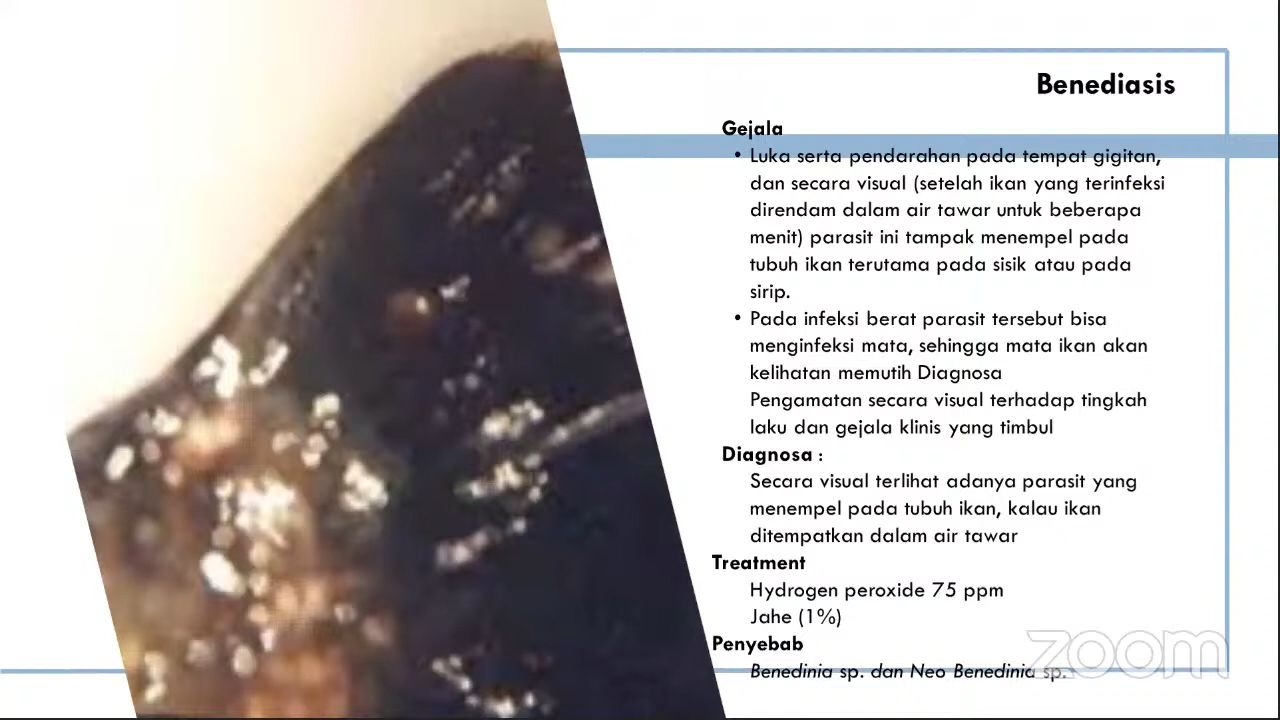 Benediasis
Gejala
• Luka serta pendarahan pada tempat gigitan,
dan secara visual (setelah ikan yang terinfeksi
direndam dalam air tawar untuk beberapa
menit) parasit ini tampak menempel pada
tubuh ikan terutama pada sisik atau pada
sirip.
• Pada infeksi berat parasit tersebut bisa
menginfeksi mata, sehingga mata ikan akan
kelihatan memutih Diagnosa
Pengamatan secara visual terhadap tingkah
laku dan gejala klinis yang timbul
Diagnosa :
Secara visual terlihat adanya parasit yang
menempel pada tubuh ikan, kalau ikan
ditempatkan dalam air tawar
Treatment
Hydrogen peroxide 75 ppm
Jahe (1%)
Penyebab
Benedinia sp. dan Neo Benedinia sp.
zoom